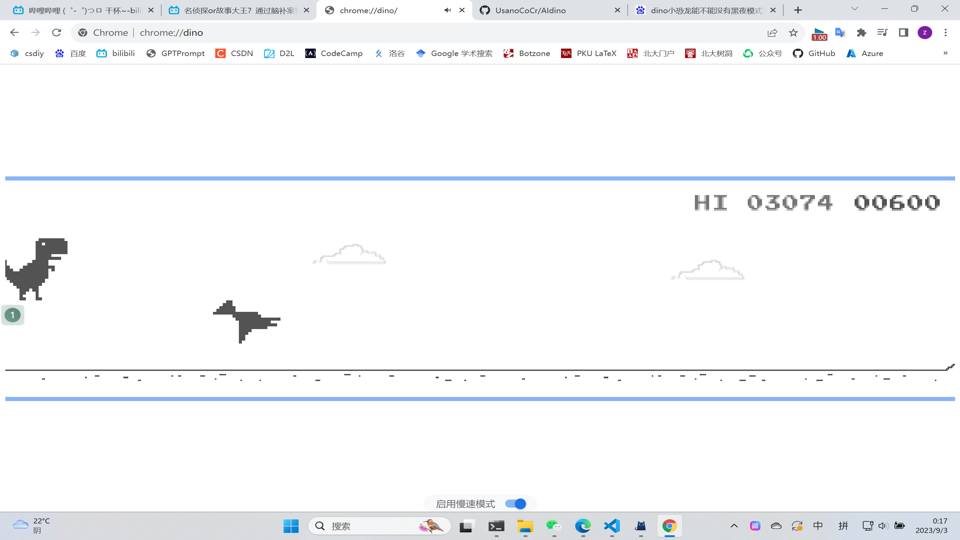 哔哩哔哩 (゜-゜)つロ 干杯~-bili
名侦探or故事大王？通过脑补案
chrome://dino/
UsanoCoCr/AIdino
dino小恐龙能不能没有黑夜模式
Chrome | chrome://dino
1.00
z
csdiy
百度
bilibili
GPTPrompt
CSDN
D2L
CodeCamp
洛谷
Google 学术搜索
Botzone
PKU LaTeX
北大门户
北大树洞
公众号
GitHub
Azure
»
HI 03074 00600
1
启用慢速模式
22°C
阴
搜索
中
拼
0:17
2023/9/3